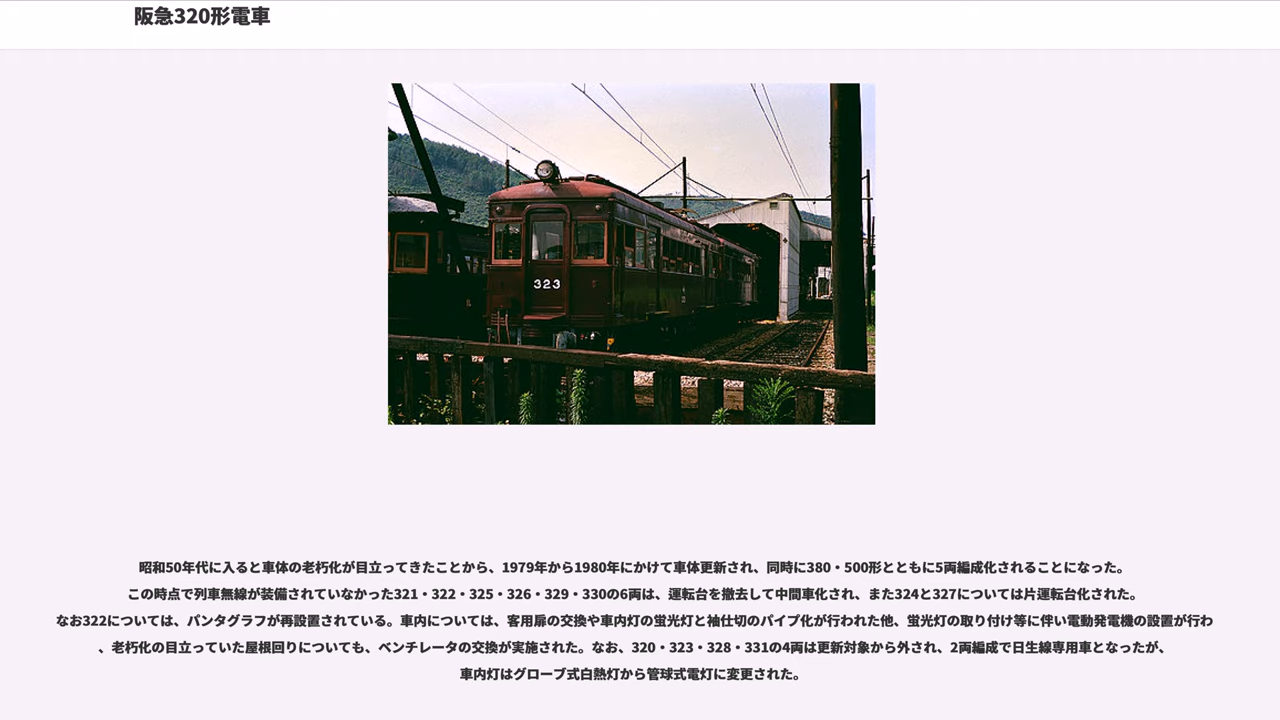 阪急320形電車
323
昭和50年代に入ると車体の老朽化が目立ってきたことから、1979年から1980年にかけて車体更新され、同時に380・500形とともに5両編成化されることになった。
この時点で列車無線が装備されていなかった321・322・325・326・329・330の6両は、運転台を撤去して中間車化され、また324と327については片運転台化された。
なお322については、パンタグラフが再設置されている。車内については、客用扉の交換や車内灯の蛍光灯と袖仕切のパイプ化が行われた他、蛍光灯の取り付け等に伴い電動発電機の設置が行わ
、老朽化の目立っていた屋根回りについても、ベンチレータの交換が実施された。なお、320・323・328・331の4両は更新対象から外され、2両編成で日生線専用車となったが、
車内灯はグローブ式白熱灯から管球式電灯に変更された。